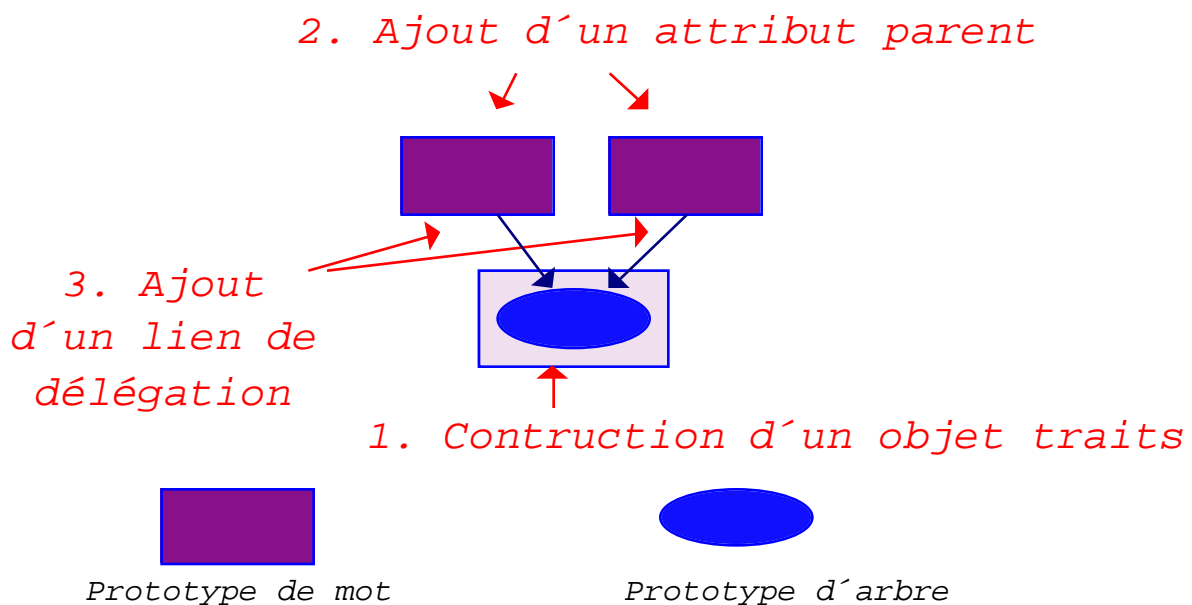 2. Ajout d´un attribut parent
3. Ajout
d´un lien de
délégation
1. Contruction d´un objet traits
Prototype de mot
Prototype d´arbre